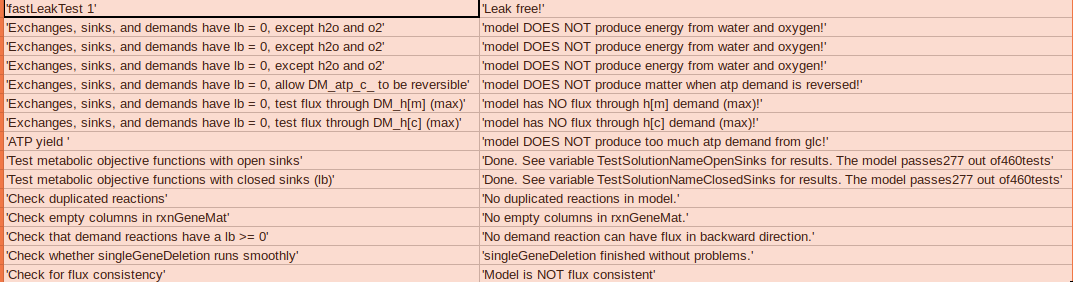 'fastLeakTest 1' 'Leak free!'
'Exchanges, sinks, and demands have lb = 0, except h2o and o2' 'model DOES NOT produce energy from water and oxygen!'
'Exchanges, sinks, and demands have lb = 0, except h2o and o2' 'model DOES NOT produce energy from water and oxygen!'
'Exchanges, sinks, and demands have lb = 0, except h2o and o2' 'model DOES NOT produce energy from water and oxygen!'
'Exchanges, sinks, and demands have lb = 0, allow DM_atp_c_ to be reversible' 'model DOES NOT produce matter when atp demand is reversed!'
'Exchanges, sinks, and demands have lb = 0, test flux through DM_h[m] (max)' 'model has NO flux through h[m] demand (max)!'
'Exchanges, sinks, and demands have lb = 0, test flux through DM_h[c] (max)' 'model has NO flux through h[c] demand (max)!'
'ATP yield ' 'model DOES NOT produce too much atp demand from glc!'
'Test metabolic objective functions with open sinks' 'Done. See variable TestSolutionNameOpenSinks for results. The model passes277 out of460tests'
'Test metabolic objective functions with closed sinks (lb)' 'Done. See variable TestSolutionNameClosedSinks for results. The model passes277 out of460tests'
'Check duplicated reactions' 'No duplicated reactions in model.'
'Check empty columns in rxnGeneMat' 'No empty columns in rxnGeneMat.'
'Check that demand reactions have a lb >= 0' 'No demand reaction can have flux in backward direction.'
'Check whether singleGeneDeletion runs smoothly' 'singleGeneDeletion finished without problems.'
'Check for flux consistency' 'Model is NOT flux consistent'